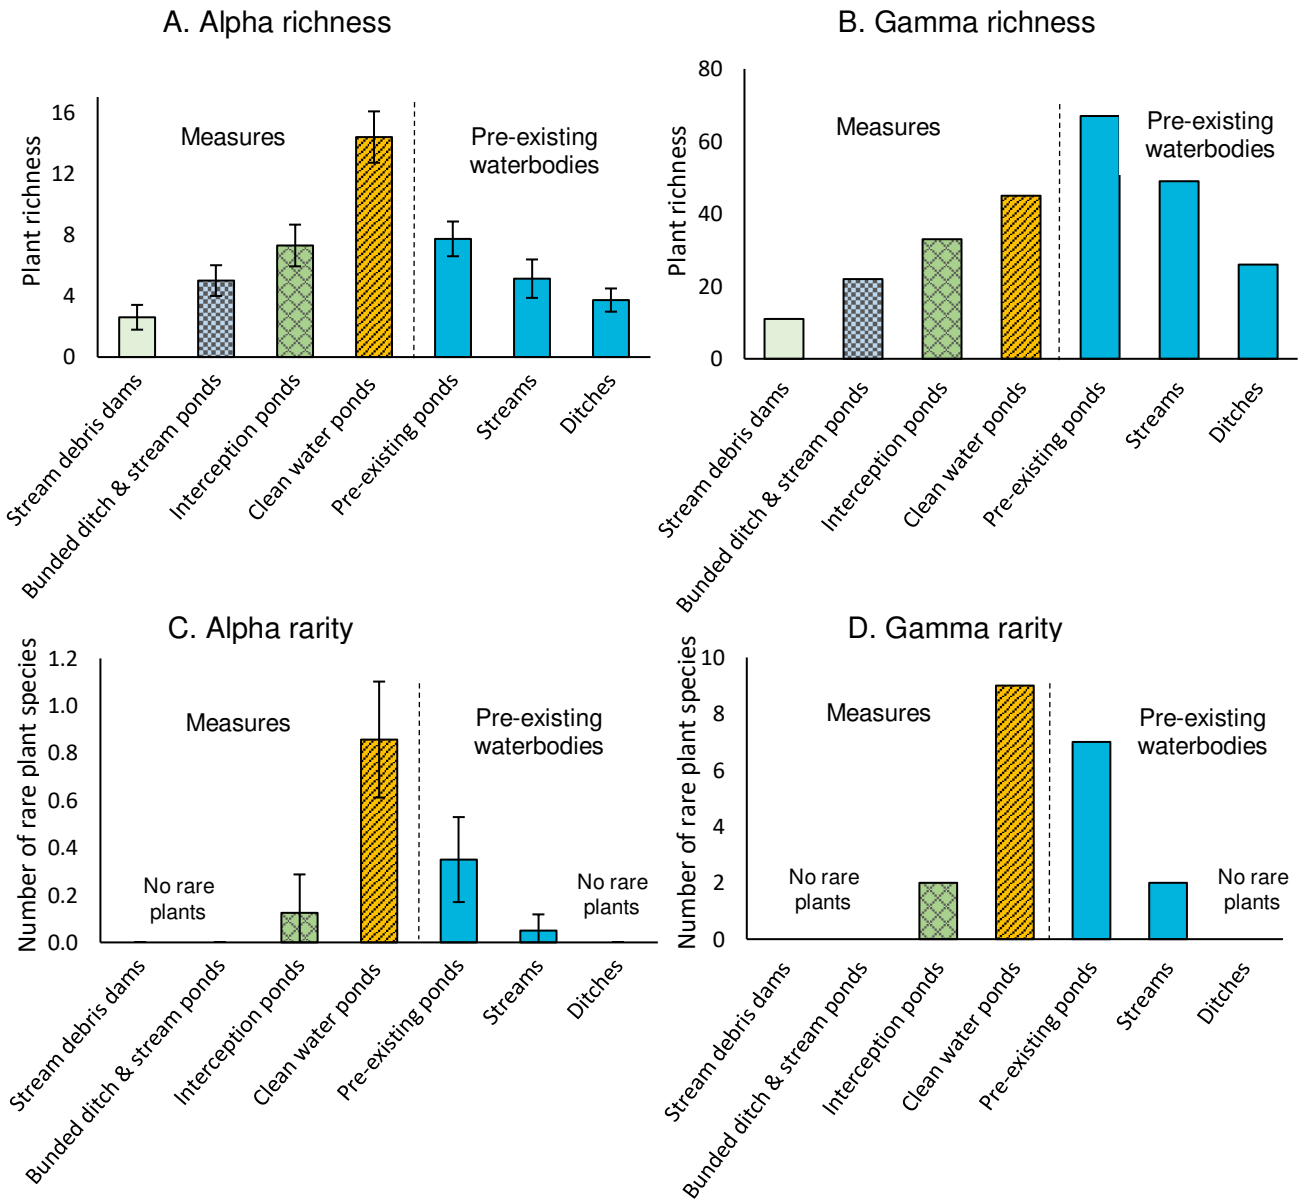 A. Alpha richness
Plant richness
16
12
8
4
0
Measures
Pre-existing
waterbodies
Stream debris dams
Bunded ditch & stream ponds
Interception ponds
Clean water ponds
Pre-existing ponds
Streams
Ditches
B. Gamma richness
Plant richness
80
60
40
20
0
Measures
Pre-existing
waterbodies
Stream debris dams
Bunded ditch & stream ponds
Interception ponds
Clean water ponds
Pre-existing ponds
Streams
Ditches
C. Alpha rarity
Number of rare plant species
1.2
1.0
0.8
0.6
0.4
0.2
0.0
Measures
Pre-existing
waterbodies
No rare
plants
No rare
plants
Stream debris dams
Bunded ditch & stream ponds
Interception ponds
Clean water ponds
Pre-existing ponds
Streams
Ditches
D. Gamma rarity
Number of rare plant species
10
8
6
4
2
0
Measures
Pre-existing
waterbodies
No rare
plants
No rare
plants
Stream debris dams
Bunded ditch & stream ponds
Interception ponds
Clean water ponds
Pre-existing ponds
Streams
Ditches